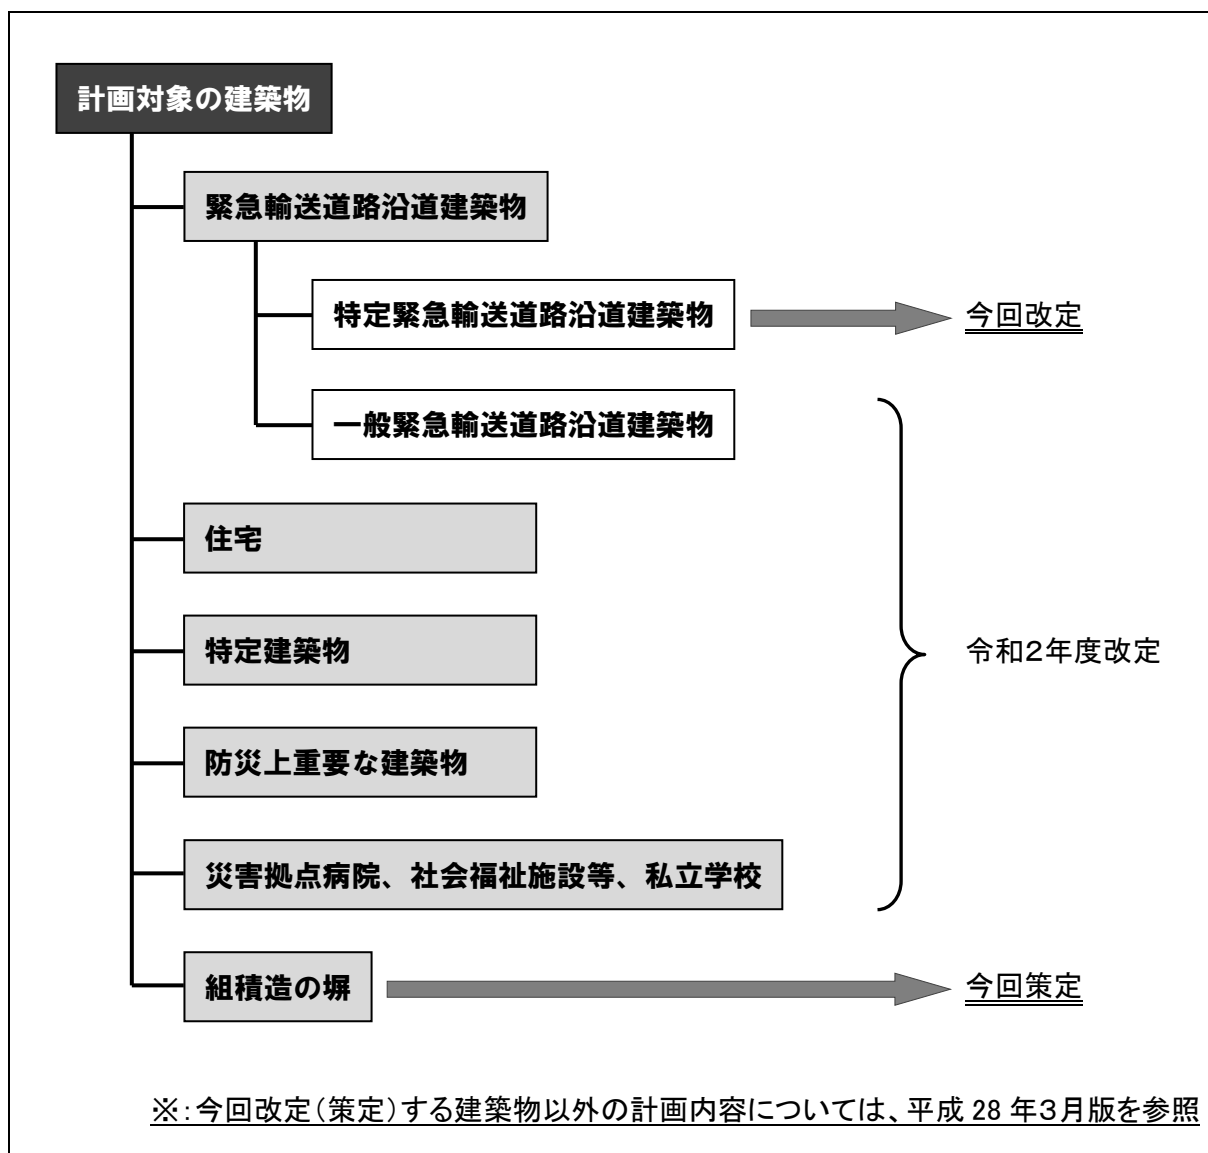 計画対象の建築物
緊急輸送道路沿道建築物
特定緊急輸送道路沿道建築物
今回改定
一般緊急輸送道路沿道建築物
住宅
特定建築物
令和2年度改定
防災上重要な建築物
災害拠点病院、社会福祉施設等、私立学校
組積造の塀
今回策定
※:今回改定(策定)する建築物以外の計画内容については、平成 28 年3月版を参照